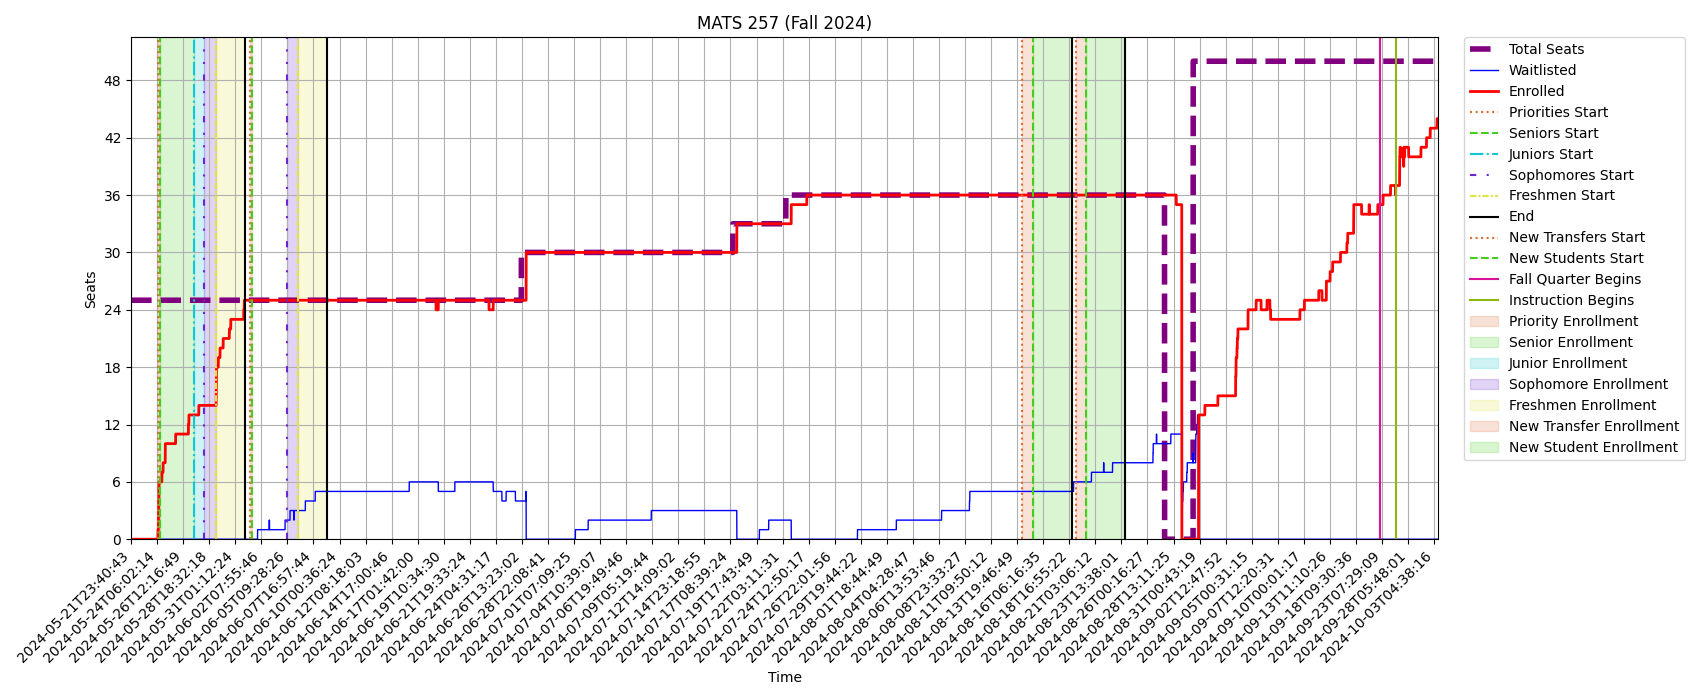 MATS 257 (Fall 2024)
Seats
48
42
36
30
24
18
12
6
0
2024-05-21T23:40:43
2024-05-24T06:02:14
2024-05-26T12:16:49
2024-05-28T18:32:18
2024-05-31T01:12:24
2024-06-02T07:55:46
2024-06-05T09:28:26
2024-06-07T16:57:44
2024-06-10T00:36:24
2024-06-12T08:18:03
2024-06-14T17:00:46
2024-06-17T01:42:00
2024-06-19T10:34:30
2024-06-21T19:33:24
2024-06-24T04:31:17
2024-06-26T13:23:02
2024-06-28T22:08:41
2024-07-01T07:09:25
2024-07-04T10:39:07
2024-07-06T19:49:46
2024-07-09T05:19:44
2024-07-12T14:09:02
2024-07-14T23:18:55
2024-07-17T08:39:24
2024-07-19T17:43:49
2024-07-22T03:11:31
2024-07-24T12:50:17
2024-07-26T22:01:56
2024-07-29T19:44:22
2024-08-01T18:44:49
2024-08-04T04:28:47
2024-08-06T13:53:46
2024-08-08T23:33:27
2024-08-11T09:50:12
2024-08-13T19:46:49
2024-08-16T06:16:35
2024-08-18T16:55:22
2024-08-21T03:06:12
2024-08-23T13:38:01
2024-08-26T00:16:27
2024-08-28T13:11:25
2024-08-31T00:43:19
2024-09-02T12:47:52
2024-09-05T00:31:15
2024-09-07T12:20:31
2024-09-10T00:01:17
2024-09-13T11:10:26
2024-09-18T09:30:36
2024-09-23T07:29:09
2024-09-28T05:48:01
2024-10-03T04:38:16
Time
Total Seats
Waitlisted
Enrolled
Priorities Start
Seniors Start
Juniors Start
Sophomores Start
Freshmen Start
End
New Transfers Start
New Students Start
Fall Quarter Begins
Instruction Begins
Priority Enrollment
Senior Enrollment
Junior Enrollment
Sophomore Enrollment
Freshmen Enrollment
New Transfer Enrollment
New Student Enrollment